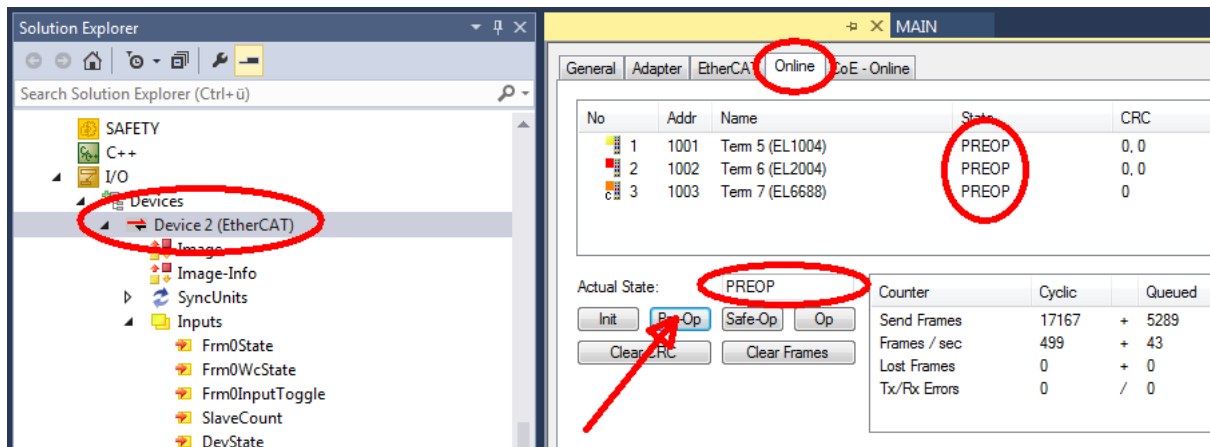 Solution Explorer
Search Solution Explorer (Ctrl+ü)
SAFETY
C++
I/O
Devices
Device 2 (EtherCAT)
Image
Image-Info
SyncUnits
Inputs
Frm0State
Frm0WcState
Frm0InputToggle
SlaveCount
DevState
MAIN
General Adapter EtherCAT Online CoE - Online
No Addr Name State CRC
1 1001 Term 5 (EL1004) PREOP 0, 0
2 1002 Term 6 (EL2004) PREOP 0, 0
c 3 1003 Term 7 (EL6688) PREOP 0
Actual State: PREOP
Init Pre-Op Safe-Op Op
Clear CRC Clear Frames
Counter Cyclic Queued
Send Frames 17167 + 5289
Frames / sec 499 + 43
Lost Frames 0 + 0
Tx/Rx Errors 0 / 0